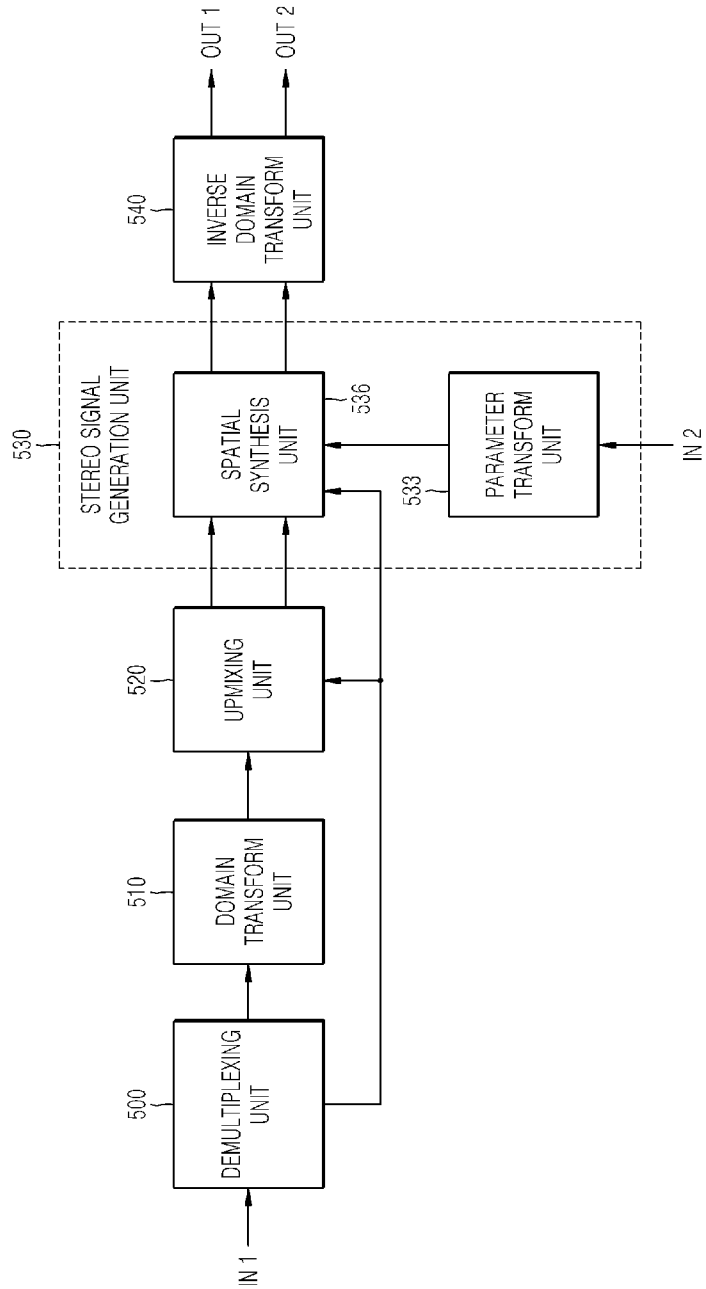 IN 1
500
DEMULTIPLEXING
UNIT
510
DOMAIN
TRANSFORM
UNIT
520
UPMIXING
UNIT
530
STEREO SIGNAL
GENERATION UNIT
SPATIAL
SYNTHESIS
UNIT
536
533
PARAMETER
TRANSFORM
UNIT
IN 2
540
INVERSE
DOMAIN
TRANSFORM
UNIT
OUT 1
OUT 2